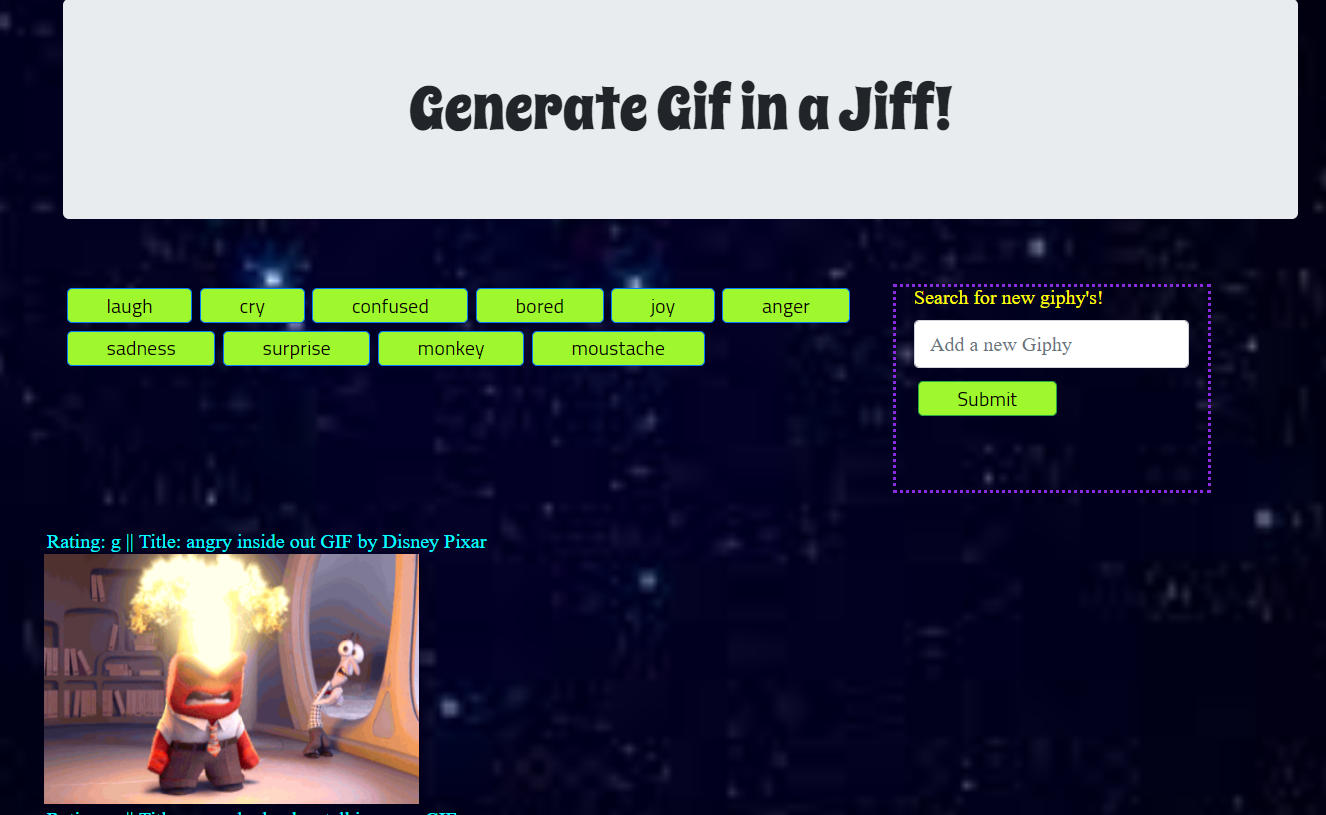 Generate Gif in a Jiff!
laugh cry confused bored joy anger
sadness surprise monkey moustache
Search for new giphy's!
Add a new Giphy
Submit
Rating: g || Title: angry inside out GIF by Disney Pixar